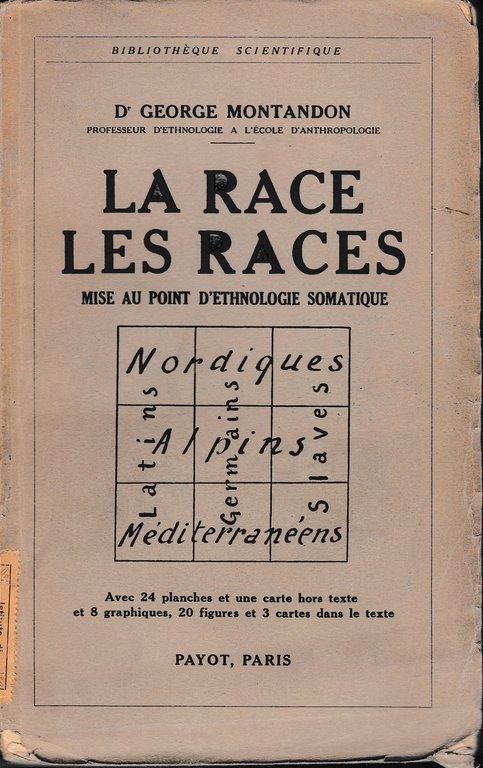 BIBLIOTHÈQUE SCIENTIFIQUE
Dr GEORGE MONTANDON
PROFESSEUR D'ETHNOLOGIE A L'ÉCOLE D'ANTHROPOLOGIE
LA RACE
LES RACES
MISE AU POINT D'ETHNOLOGIE SOMATIQUE
Nordiques
Alpins
Méditerranéens
Latins
Germains
Slaves
Avec 24 planches et une carte hors texte
et 8 graphiques, 20 figures et 3 cartes dans le texte
PAYOT, PARIS